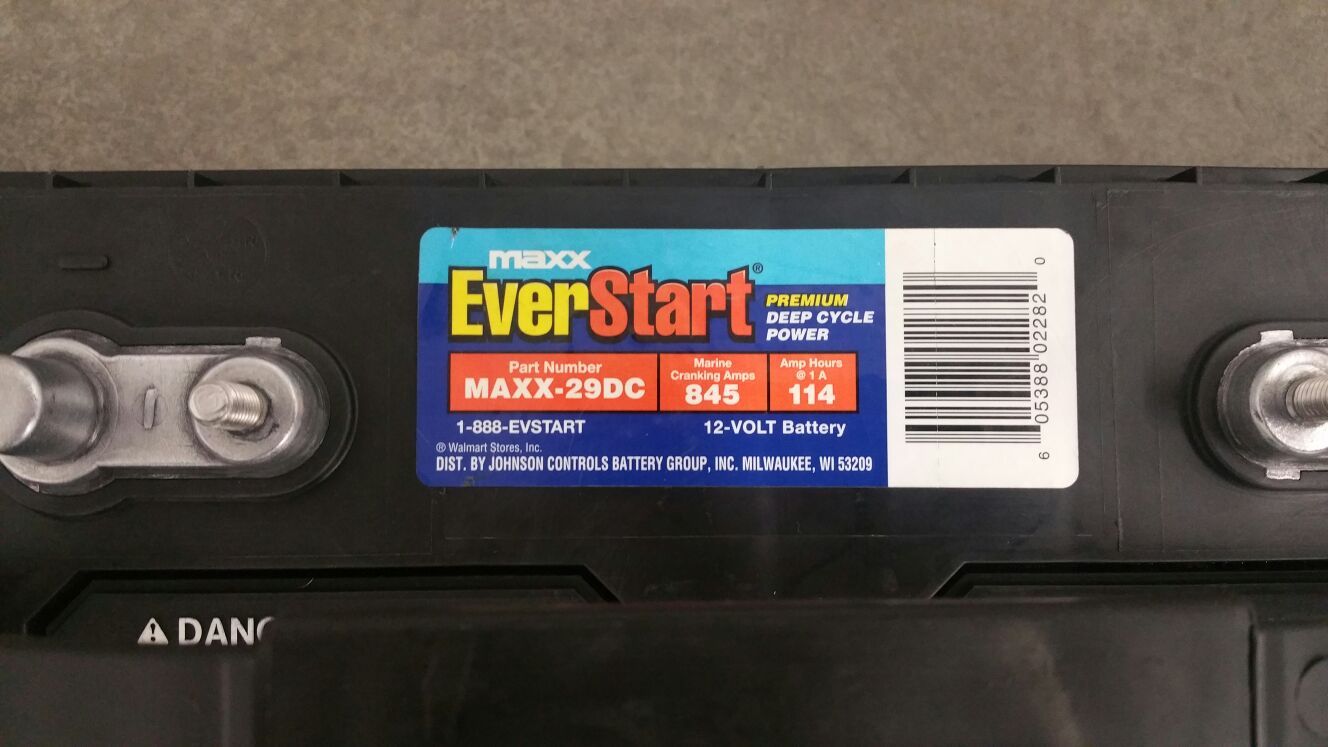 maxx
EverStart®
PREMIUM
DEEP CYCLE
POWER
Part Number
MAXX-29DC
Marine
Cranking Amps
845
Amp Hours
@ 1 A
114
1-888-EVSTART
12-VOLT Battery
® Walmart Stores, Inc.
DIST. BY JOHNSON CONTROLS BATTERY GROUP, INC. MILWAUKEE, WI 53209
6 05388 02282 0
DANG